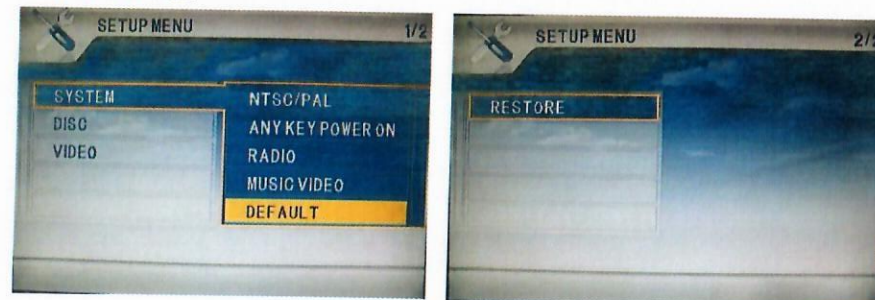 SETUP MENU 1/2
SYSTEM
DISC
VIDEO
NTSC/PAL
ANY KEY POWER ON
RADIO
MUSIC VIDEO
DEFAULT
SETUP MENU 2/
RESTORE